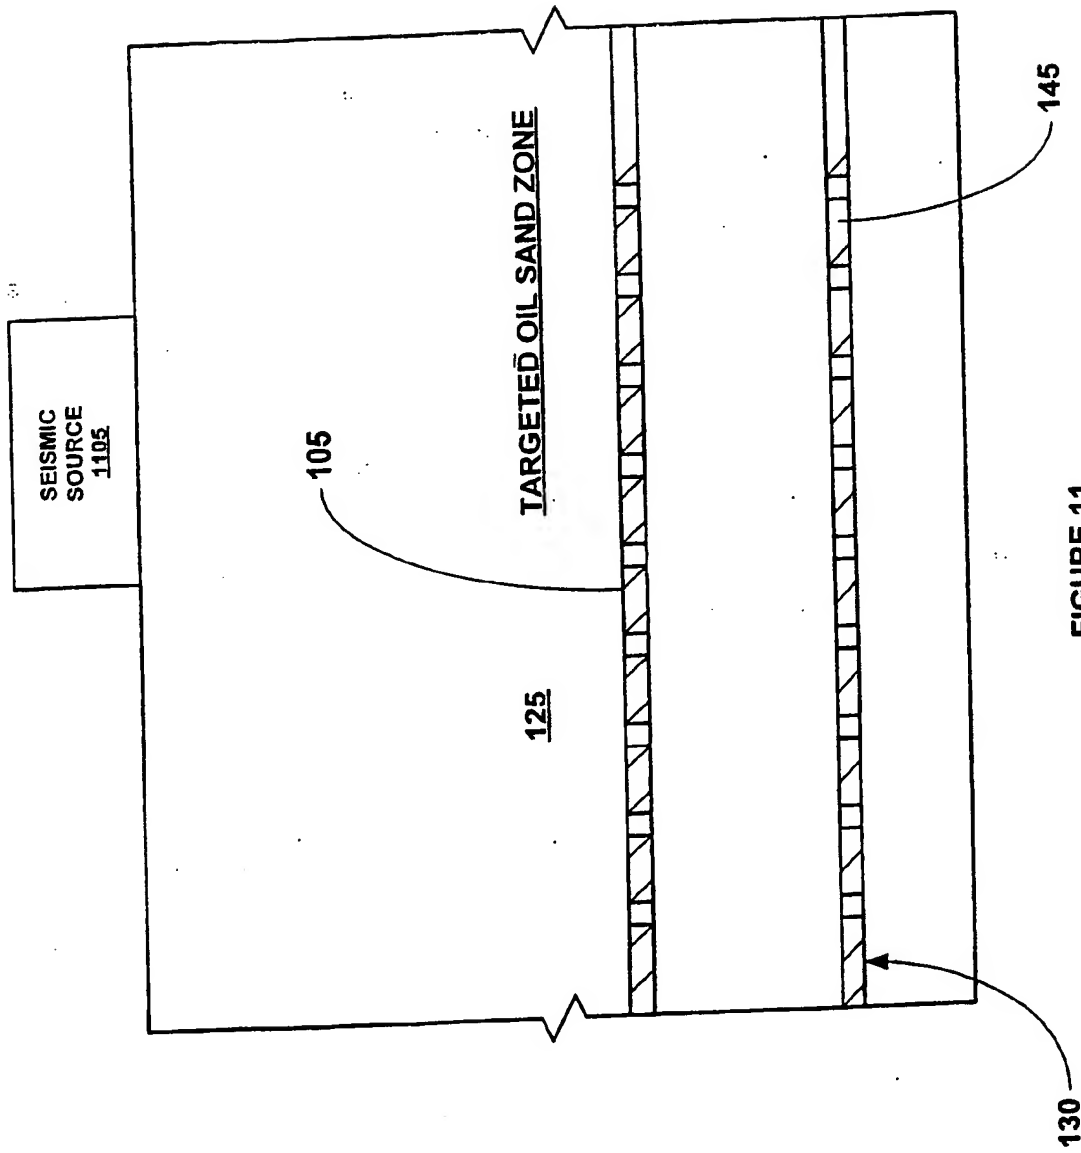 SEISMIC
SOURCE
1105
105
TARGETED OIL SAND ZONE
125
145
130
FIGURE 11